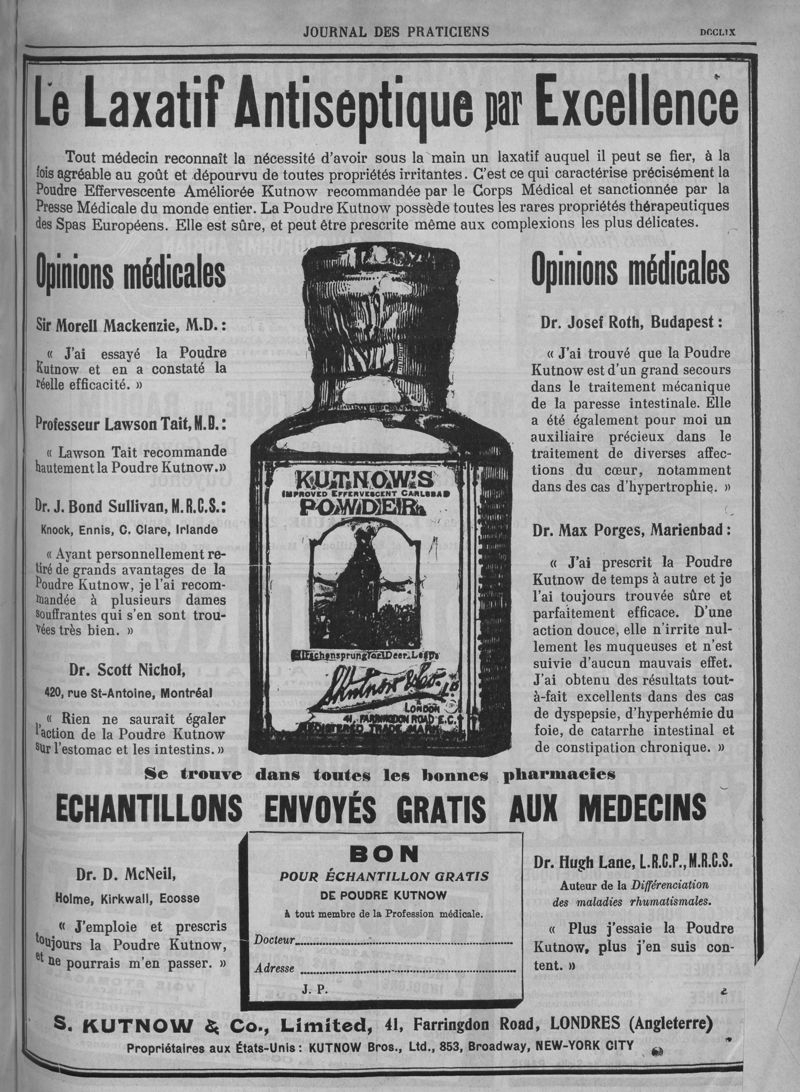 JOURNAL DES PRATICIENS
DCCLIX
Le Laxatif Antiseptique par Excellence
Tout médecin reconnaît la nécessité d'avoir sous la main un laxatif auquel il peut se fier, à la
fois agréable au goût et dépourvu de toutes propriétés irritantes. C'est ce qui caractérise précisément la
Poudre Effervescente Améliorée Kutnow recommandée par le Corps Médical et sanctionnée par la
Presse Médicale du monde entier. La Poudre Kutnow possède toutes les rares propriétés thérapeutiques
des Spas Européens. Elle est sûre, et peut être prescrite même aux complexions les plus délicates.
Opinions médicales
Sir Morell Mackenzie, M.D. :
« J'ai essayé la Poudre
Kutnow et en a constaté la
réelle efficacité. »
Professeur Lawson Tait, M.D. :
« Lawson Tait recommande
hautement la Poudre Kutnow.»
Dr. J. Bond Sullivan, M.R.C.S.:
Knock, Ennis, C. Clare, Irlande
« Ayant personnellement re-
tiré de grands avantages de la
Poudre Kutnow, je l'ai recom-
mandée à plusieurs dames
souffrantes qui s'en sont trou-
vées très bien. »
Dr. Scott Nichol,
420, rue St-Antoine, Montréal
« Rien ne saurait égaler
l'action de la Poudre Kutnow
sur l'estomac et les intestins. »
KUTNOW'S
IMPROVED EFFERVESCENT CARLSBAD
POWDER
Hirschensprung or Deer Leap
S. Kutnow & Co. Ld
LONDON
41, FARRINGDON ROAD E.C.
REGISTERED TRADE MARK
Opinions médicales
Dr. Josef Roth, Budapest :
« J'ai trouvé que la Poudre
Kutnow est d'un grand secours
dans le traitement mécanique
de la paresse intestinale. Elle
a été également pour moi un
auxiliaire précieux dans le
traitement de diverses affec-
tions du cœur, notamment
dans des cas d'hypertrophie. »
Dr. Max Porges, Marienbad :
« J'ai prescrit la Poudre
Kutnow de temps à autre et je
l'ai toujours trouvée sûre et
parfaitement efficace. D'une
action douce, elle n'irrite nul-
lement les muqueuses et n'est
suivie d'aucun mauvais effet.
J'ai obtenu des résultats tout-
à-fait excellents dans des cas
de dyspepsie, d'hyperhémie du
foie, de catarrhe intestinal et
de constipation chronique. »
Se trouve dans toutes les bonnes pharmacies
ECHANTILLONS ENVOYÉS GRATIS AUX MEDECINS
Dr. D. McNeil,
Holme, Kirkwall, Ecosse
« J'emploie et prescris
toujours la Poudre Kutnow,
et ne pourrais m'en passer. »
BON
POUR ÉCHANTILLON GRATIS
DE POUDRE KUTNOW
à tout membre de la Profession médicale.
Docteur
Adresse
J. P.
Dr. Hugh Lane, L.R.C.P., M.R.C.S.
Auteur de la Différenciation
des maladies rhumatismales.
« Plus j'essaie la Poudre
Kutnow, plus j'en suis con-
tent. »
S. KUTNOW & Co., Limited, 41, Farringdon Road, LONDRES (Angleterre)
Propriétaires aux États-Unis : KUTNOW Bros., Ltd., 853, Broadway, NEW-YORK CITY